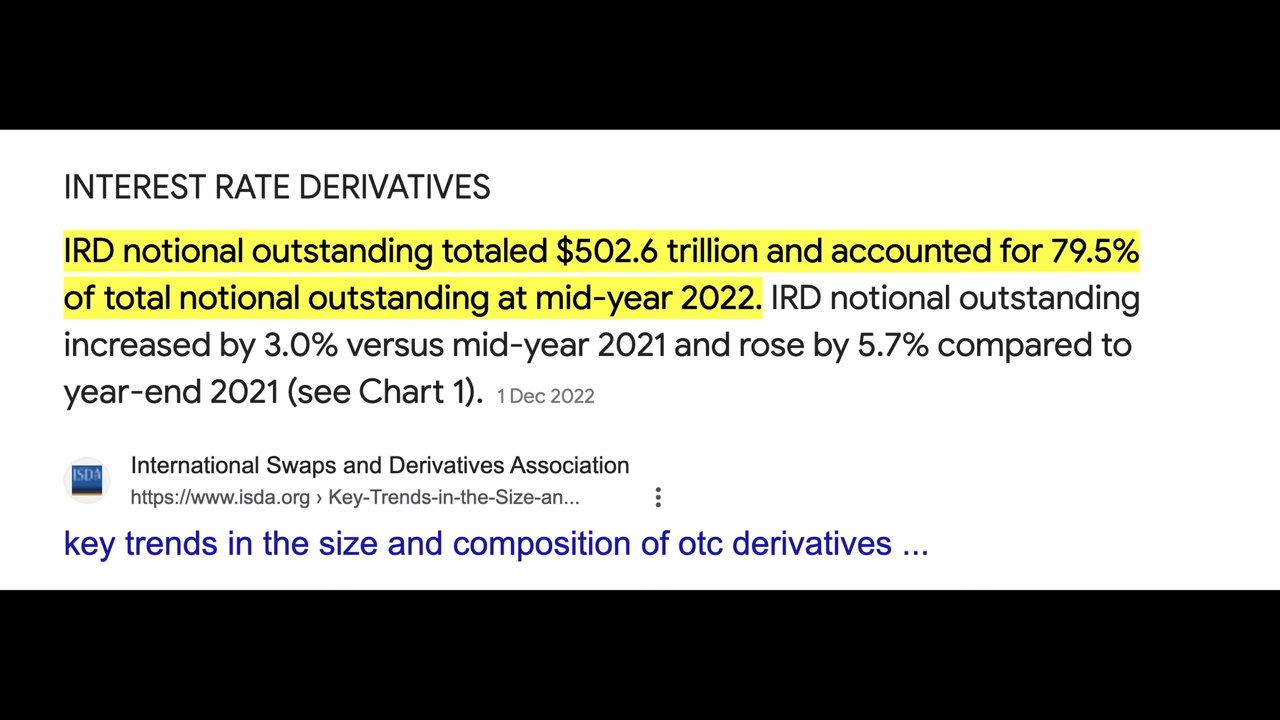 INTEREST RATE DERIVATIVES
IRD notional outstanding totaled $502.6 trillion and accounted for 79.5%
of total notional outstanding at mid-year 2022. IRD notional outstanding
increased by 3.0% versus mid-year 2021 and rose by 5.7% compared to
year-end 2021 (see Chart 1). 1 Dec 2022
ISDA
International Swaps and Derivatives Association
https://www.isda.org › Key-Trends-in-the-Size-an...
key trends in the size and composition of otc derivatives ...